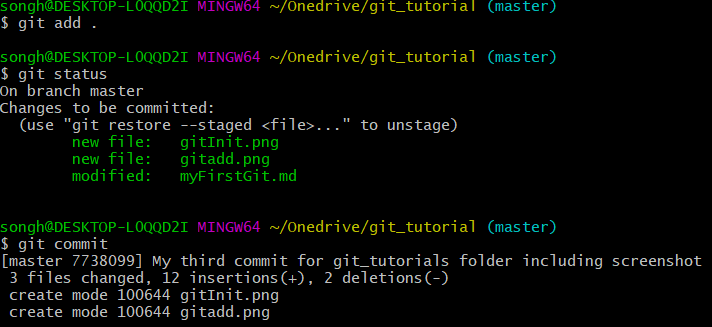 songh@DESKTOP-LOQQD2I MINGW64 ~/Onedrive/git_tutorial (master)
$ git add .
songh@DESKTOP-LOQQD2I MINGW64 ~/Onedrive/git_tutorial (master)
$ git status
On branch master
Changes to be committed:
(use "git restore --staged <file>..." to unstage)
new file: gitInit.png
new file: gitadd.png
modified: myFirstGit.md
songh@DESKTOP-LOQQD2I MINGW64 ~/Onedrive/git_tutorial (master)
$ git commit
[master 7738099] My third commit for git_tutorials folder including screenshot
3 files changed, 12 insertions(+), 2 deletions(-)
create mode 100644 gitInit.png
create mode 100644 gitadd.png